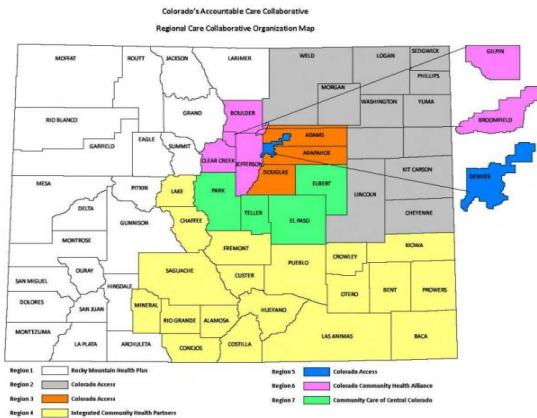 Colorado's Accountable Care Collaborative
Regional Care Collaborative Organization Map
MOFFAT
ROUTT
JACKSON
LARIMER
WELD
LOGAN
SEDGWICK
PHILLIPS
GILPIN
MORGAN
WASHINGTON
YUMA
GRAND
BOULDER
BROOMFIELD
RIO BLANCO
EAGLE
SUMMIT
GARFIELD
CLEAR CREEK
JEFFERSON
ADAMS
ARAPAHOE
DENVER
MESA
PITKIN
LAKE
PARK
DOUGLAS
ELBERT
KIT CARSON
LINCOLN
DELTA
GUNNISON
CHAFFEE
TELLER
EL PASO
CHEYENNE
MONTROSE
FREMONT
KIOWA
OURAY
SAGUACHE
CUSTER
PUEBLO
CROWLEY
SAN MIGUEL
HINSDALE
OTERO
BENT
PROWERS
DOLORES
SAN JUAN
MINERAL
RIO GRANDE
ALAMOSA
HUEFANO
MONTEZUMA
LA PLATA
ARCHULETA
CONEJOS
COSTILLA
LAS ANIMAS
BACA
Region 1 Rocky Mountain Health Plus
Region 2 Colorado Access
Region 3 Colorado Access
Region 4 Integrated Community Health Partners
Region 5 Colorado Access
Region 6 Colorado Community Health Alliance
Region 7 Community Care of Central Colorado